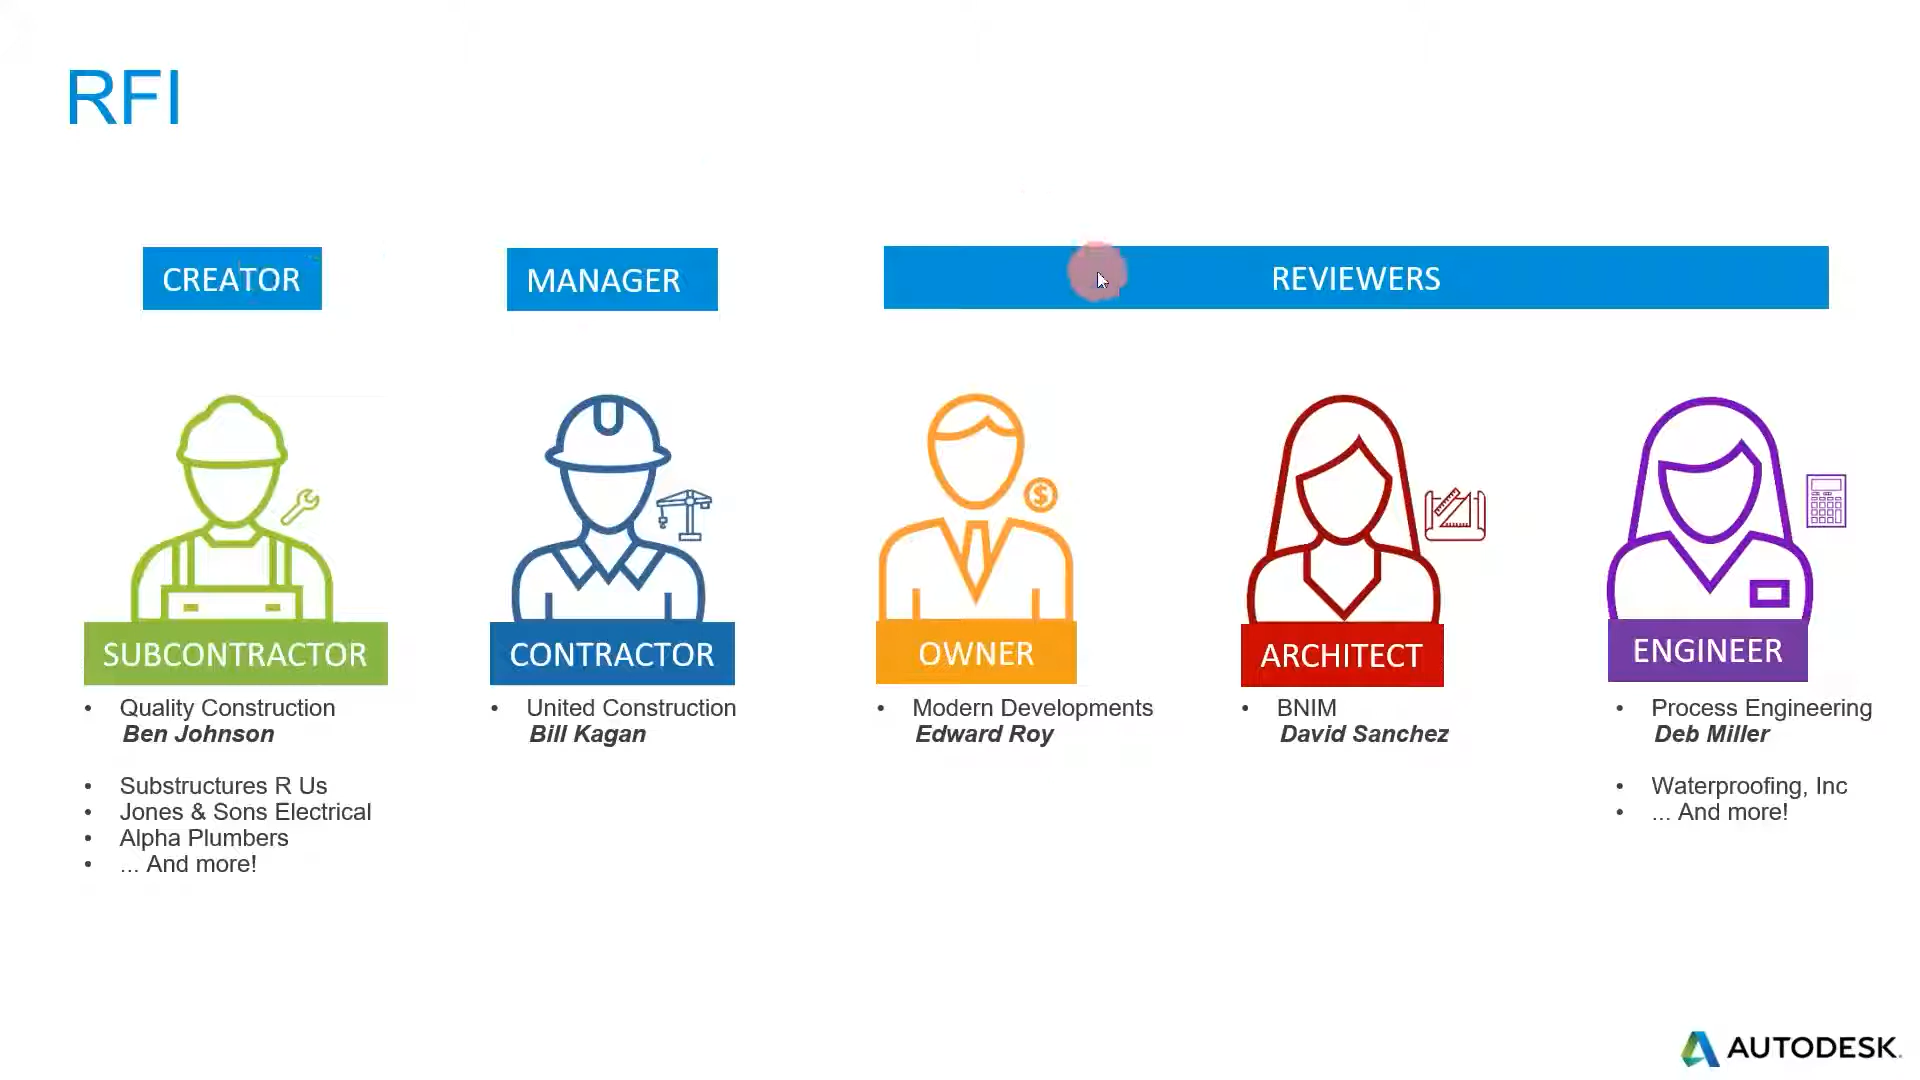 RFI
CREATOR
MANAGER
REVIEWERS
$
SUBCONTRACTOR
CONTRACTOR
OWNER
ARCHITECT
ENGINEER
• Quality Construction
Ben Johnson
• Substructures R Us
• Jones & Sons Electrical
• Alpha Plumbers
• ... And more!
• United Construction
Bill Kagan
• Modern Developments
Edward Roy
• BNIM
David Sanchez
• Process Engineering
Deb Miller
• Waterproofing, Inc
• ... And more!
AUTODESK.